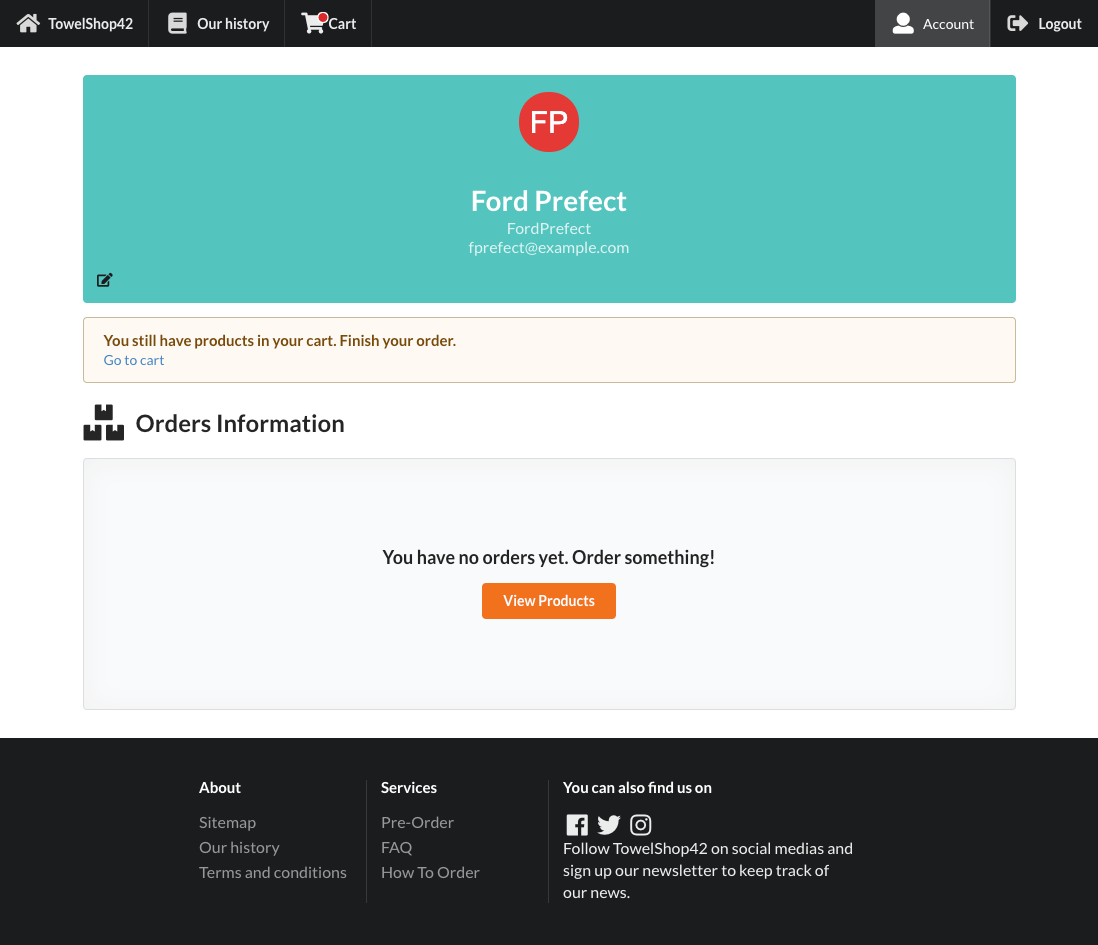 TowelShop42
Our history
Cart
Account
Logout
FP
Ford Prefect
FordPrefect
fprefect@example.com
You still have products in your cart. Finish your order.
Go to cart
Orders Information
You have no orders yet. Order something!
View Products
About
Sitemap
Our history
Terms and conditions
Services
Pre-Order
FAQ
How To Order
You can also find us on
Follow TowelShop42 on social medias and
sign up our newsletter to keep track of
our news.